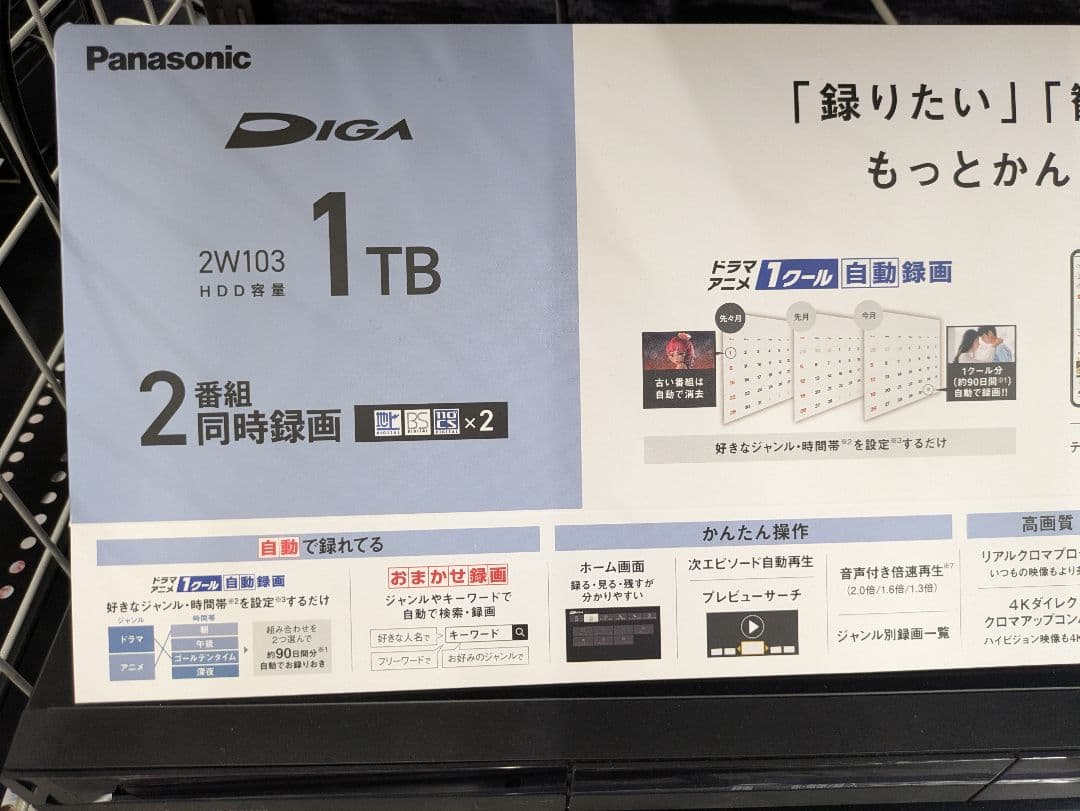 Panasonic
DIGA
2W103
HDD容量
1TB
2番組
同時録画
地 DIGITAL BS DIGITAL 110 CS DIGITAL ×2
「録りたい」「
もっとかん
ドラマ
アニメ 1クール 自動録画
先々月
先月
今月
古い番組は
自動で消去
1クール分
(約90日間※1)
自動で録画!!
好きなジャンル・時間帯※2を設定※3するだけ
自動で録れてる
ドラマ
アニメ 1クール 自動録画
好きなジャンル・時間帯※2を設定※3するだけ
ジャンル
ドラマ
アニメ
時間帯
朝
午後
ゴールデンタイム
深夜
組み合わせを
2つ選んで
約90日間分※1
自動でお録りおき
おまかせ録画
ジャンルやキーワードで
自動で検索・録画
好きな人名で
キーワード
フリーワードで
お好みのジャンルで
かんたん操作
ホーム画面
録る・見る・残すが
分かりやすい
次エピソード自動再生
プレビューサーチ
音声付き倍速再生※7
(2.0倍/1.6倍/1.3倍)
ジャンル別録画一覧
高画質
リアルクロマプロ
いつもの映像もより
4Kダイレク
クロマアップコン
ハイビジョン映像も4K